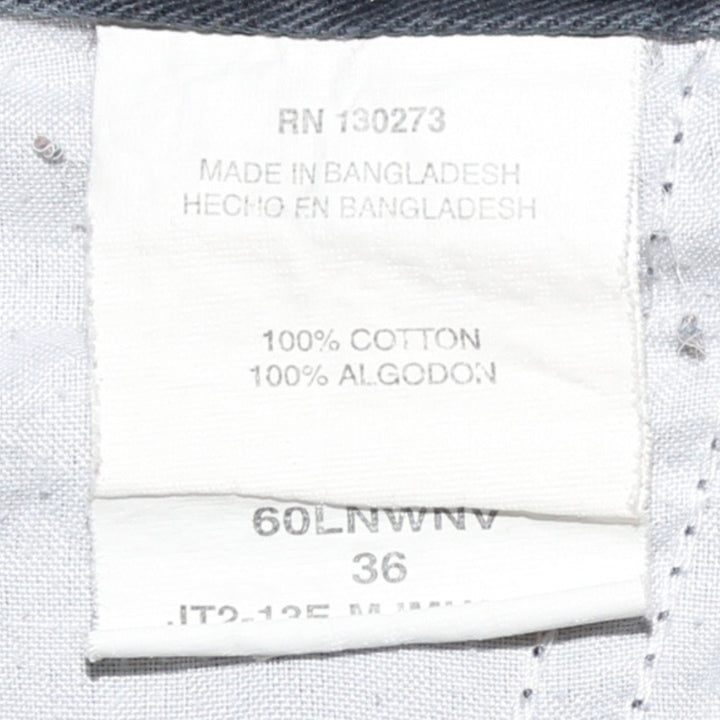 RN 130273
MADE IN BANGLADESH
HECHO EN BANGLADESH
100% COTTON
100% ALGODON
60LNWNV
36